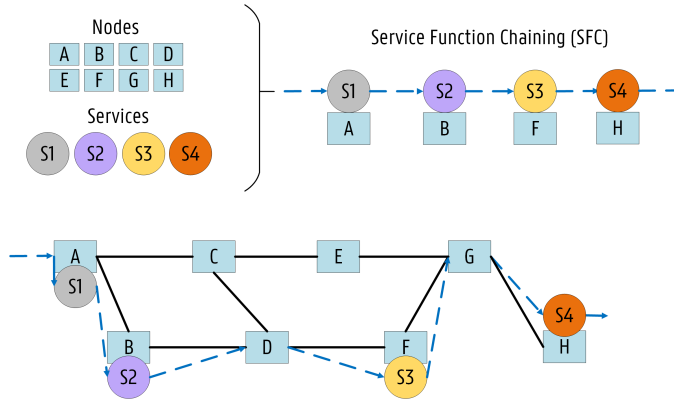 Nodes
A B C D
E F G H
Services
S1 S2 S3 S4
Service Function Chaining (SFC)
S1 S2 S3 S4
A B F H
A C E G
S1
S4
B D F H
S2 S3